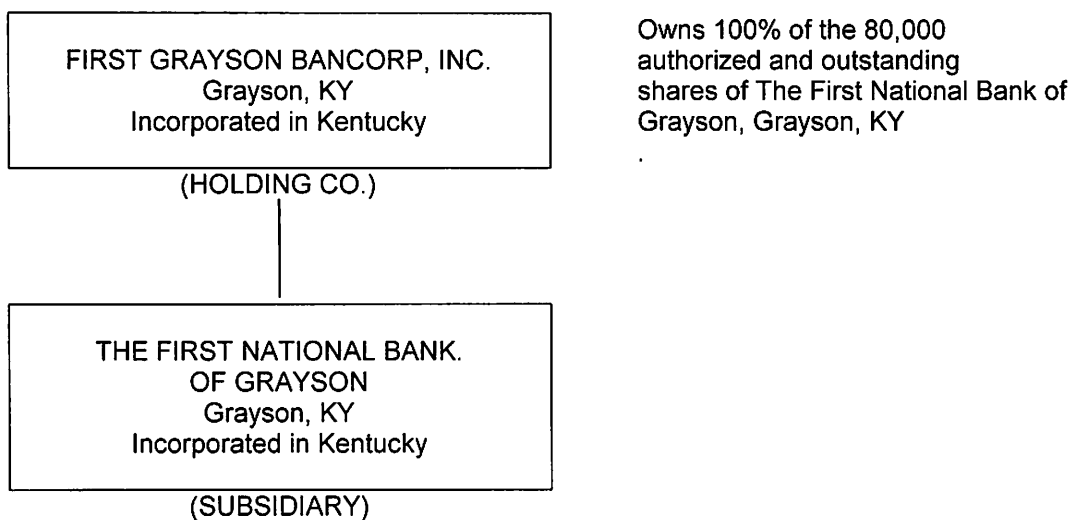 FIRST GRAYSON BANCORP, INC.
Grayson, KY
Incorporated in Kentucky
(HOLDING CO.)
Owns 100% of the 80,000
authorized and outstanding
shares of The First National Bank of
Grayson, Grayson, KY
.
THE FIRST NATIONAL BANK.
OF GRAYSON
Grayson, KY
Incorporated in Kentucky
(SUBSIDIARY)